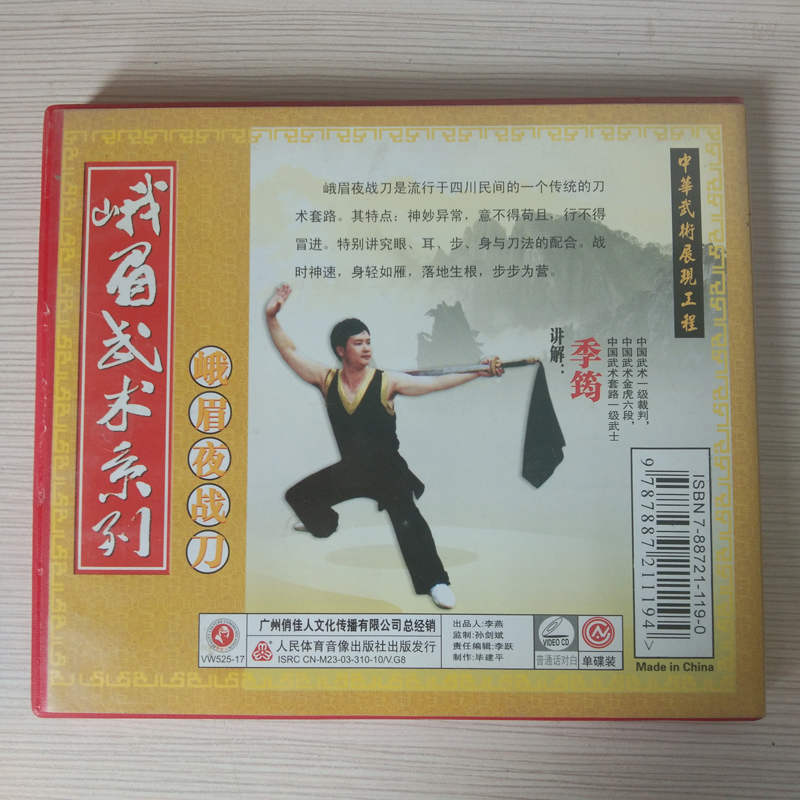 峨眉武术系列
峨眉夜战刀
峨眉夜战刀是流行于四川民间的一个传统的刀
术套路。其特点：神妙异常，意不得苟且，行不得
冒进。特别讲究眼、耳、步、身与刀法的配合。战
时神速，身轻如雁，落地生根，步步为营。
中華武術展現工程
讲解：
季筠
中国武术一级裁判，
中国武术金虎六段，
中国武术套路一级武士
ISBN 7-88721-119-0
9 787887 211194 >
Made in China
VW525-17
广州俏佳人文化传播有限公司总经销
人民体育音像出版社出版发行
ISRC CN-M23-03-310-10/V.G8
出品人：李燕
监制：孙剑斌
责任编辑：李跃
制作：毕建平
VIDEO CD
普通话对白
单碟装